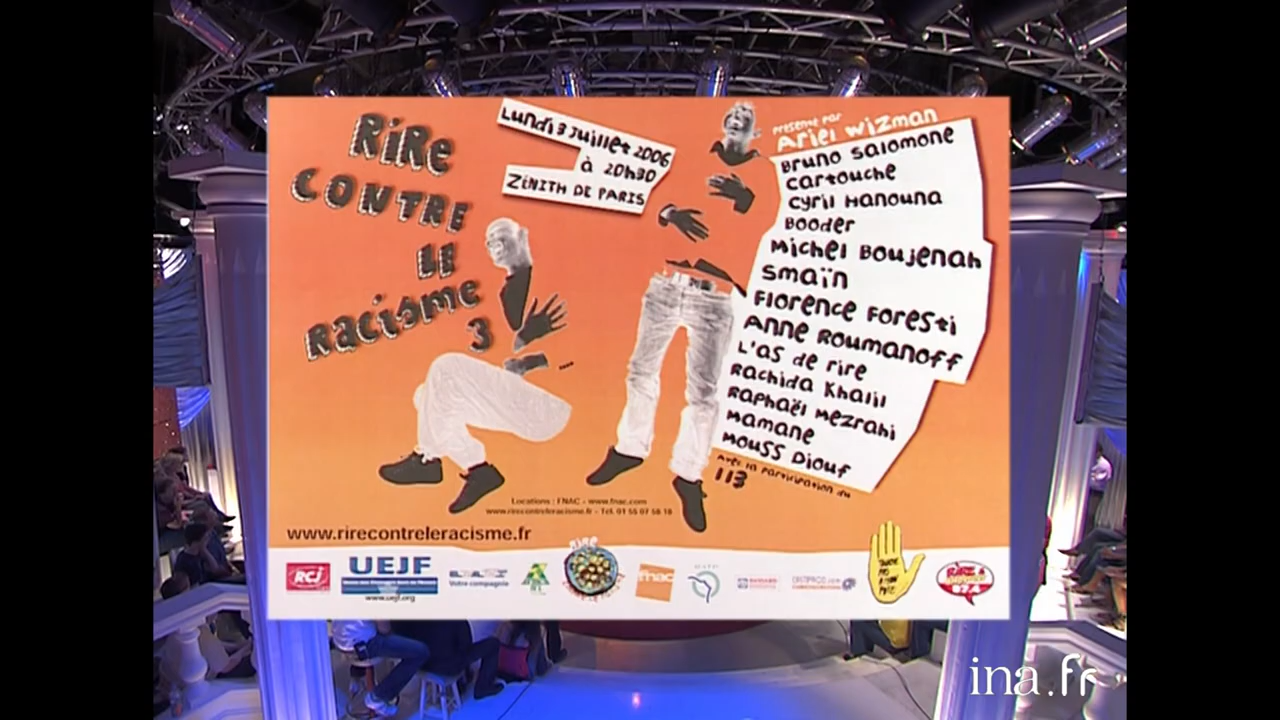 RIRE
CONTRE
LE
RACISME
3
LUNDI 3 JUILLET 2006
à 20H30
ZÉNITH DE PARIS
PRÉSENTÉ PAR
ARIEL WIZMAN
BRUNO SALOMONE
CARTOUCHE
CYRIL HANOUNA
BOODER
MICHEL BOUJENAH
SMAÏN
FLORENCE FORESTI
ANNE ROUMANOFF
L'AS DE RIRE
RACHIDA KHALIL
RAPHAËL MEZRAHI
MAMANE
MOUSS DIOUF
AVEC LA PARTICIPATION DU
113
Locations : FNAC - www.fnac.com
www.rirecontreleracisme.fr - Tél. 01 55 07 58 18
www.rirecontreleracisme.fr
RCJ
UEJF
www.uejf.org
Votre compagnie
RIRE
fnac
97.4
ina.fr